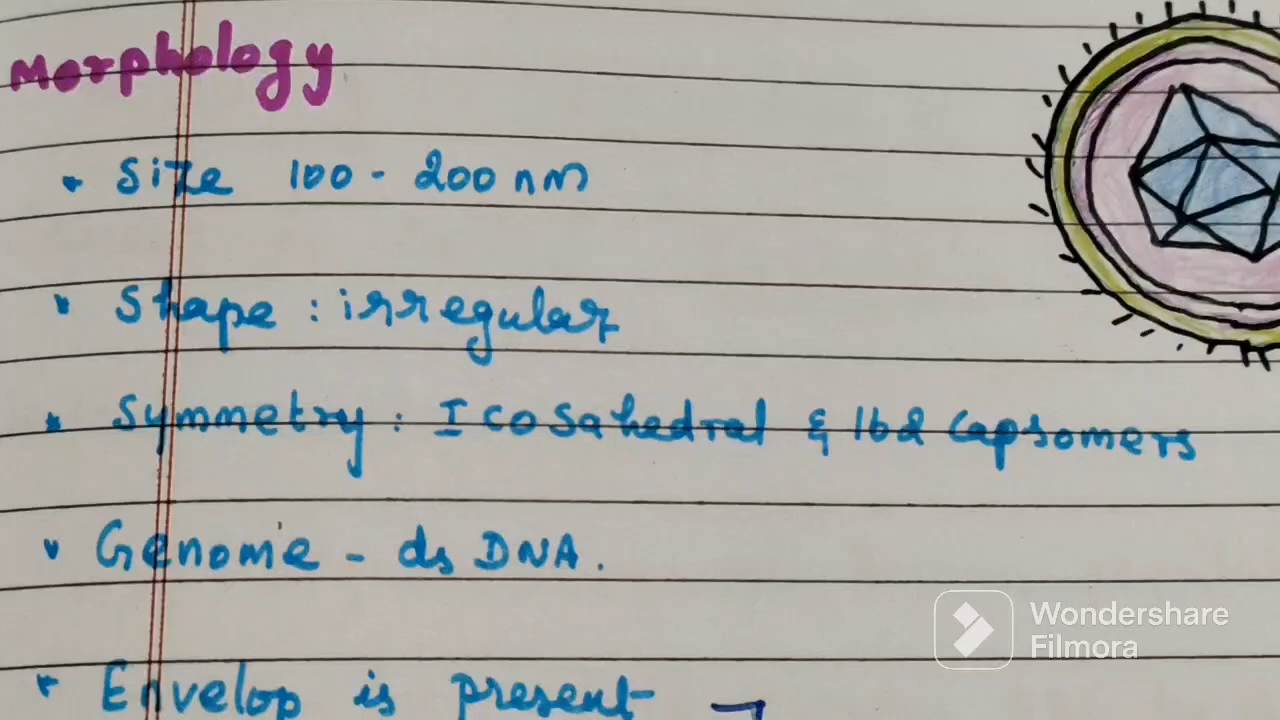 Morphology
Size 100 - 200 nm
Shape : irregular
Symmetry : Icosahedral & 162 Capsomers
Genome - ds DNA.
Envelop is present
Wondershare
Filmora